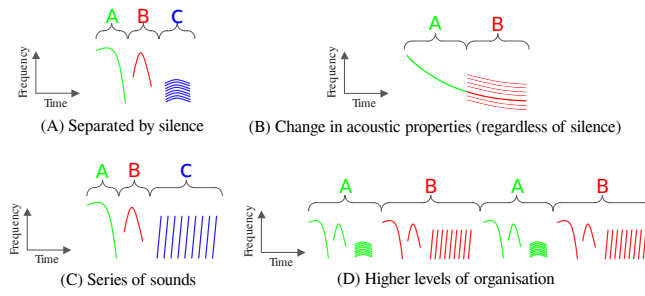 A B C
Frequency
Time
(A) Separated by silence
A B
Frequency
Time
(B) Change in acoustic properties (regardless of silence)
A B C
Frequency
Time
(C) Series of sounds
A B A B
Frequency
Time
(D) Higher levels of organisation